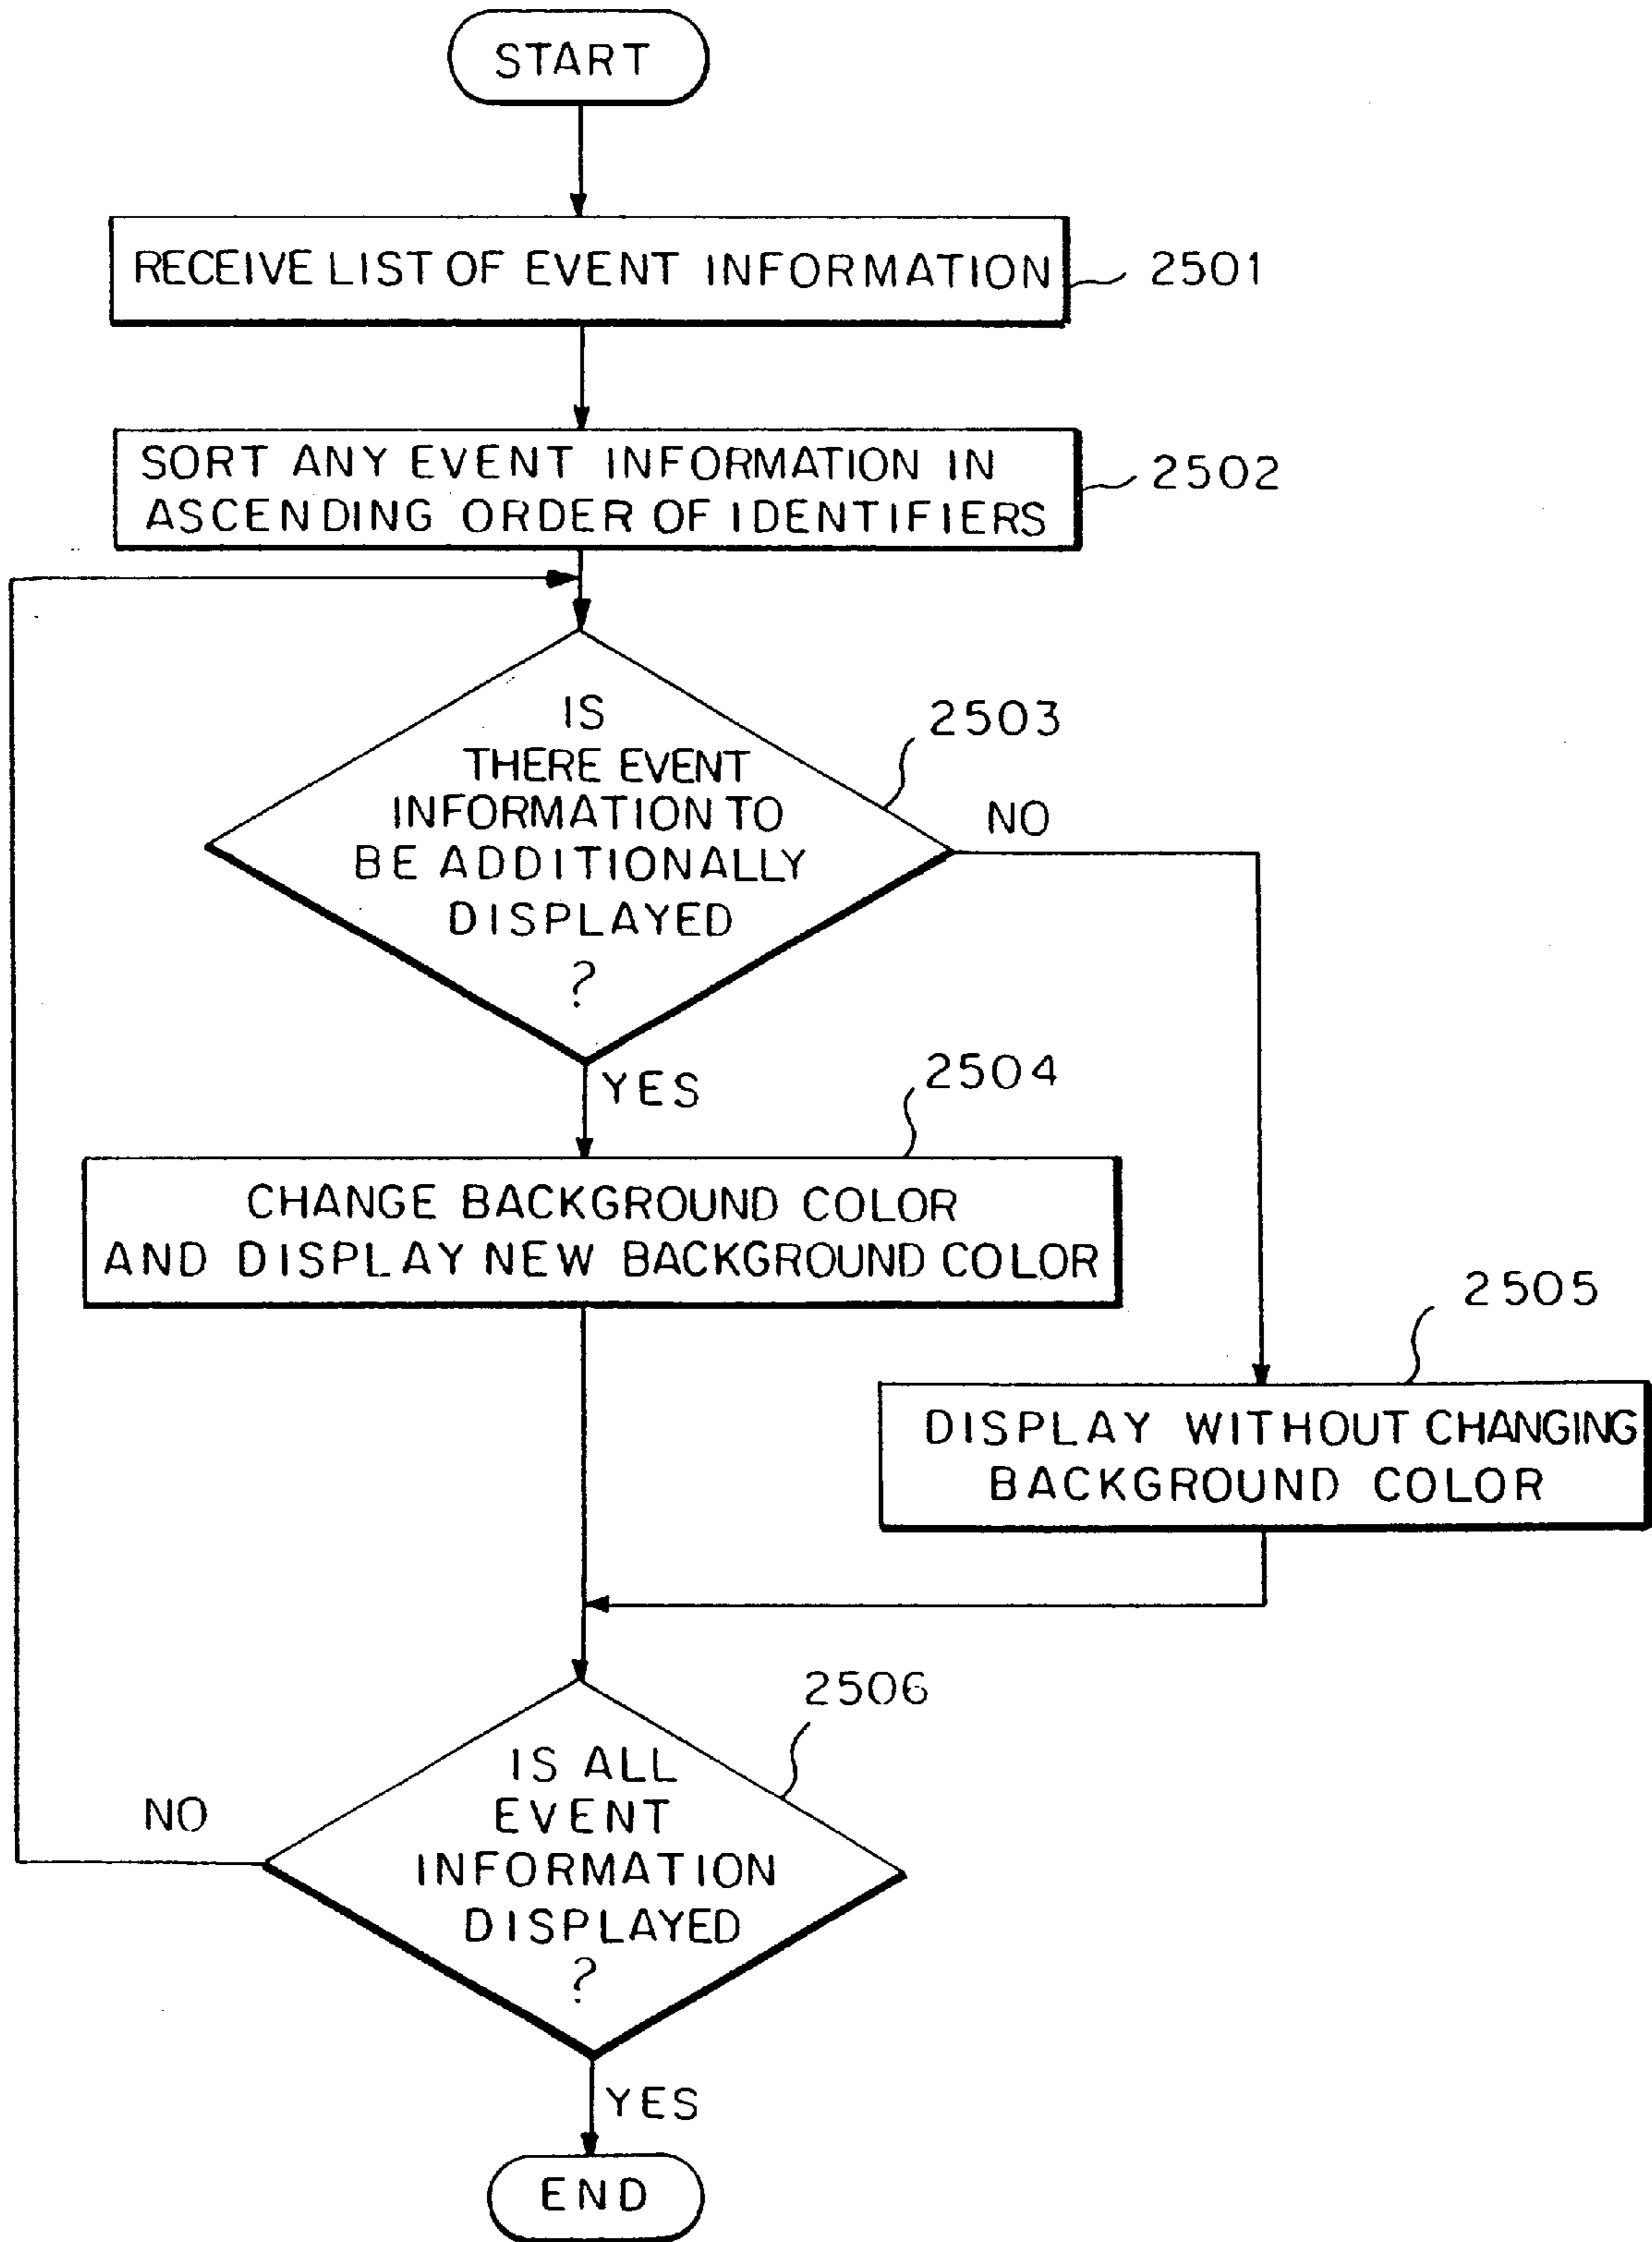 START
RECEIVE LIST OF EVENT INFORMATION
2501
SORT ANY EVENT INFORMATION IN
ASCENDING ORDER OF IDENTIFIERS
2502
IS
THERE EVENT
INFORMATION TO
BE ADDITIONALLY
DISPLAYED
?
2503
NO
YES
2504
CHANGE BACKGROUND COLOR
AND DISPLAY NEW BACKGROUND COLOR
2505
DISPLAY WITHOUT CHANGING
BACKGROUND COLOR
2506
IS ALL
EVENT
INFORMATION
DISPLAYED
?
NO
YES
END